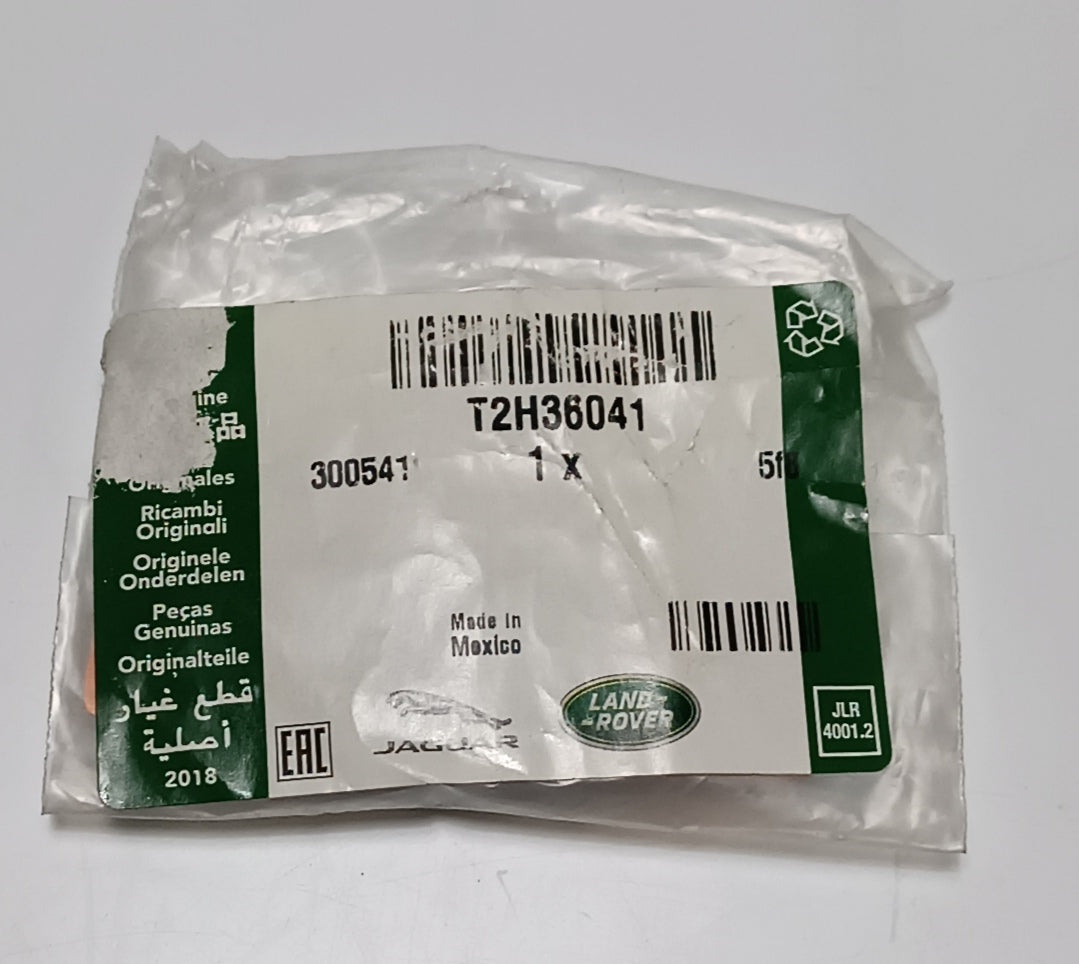 T2H36041
300541 1 x
Originales
Ricambi
Originali
Originele
Onderdelen
Peças
Genuinas
Originalteile
قطع غيار
أصلية
2018
Made In
Mexico
EAC
JAGUAR
LAND-
-ROVER
JLR
4001.2